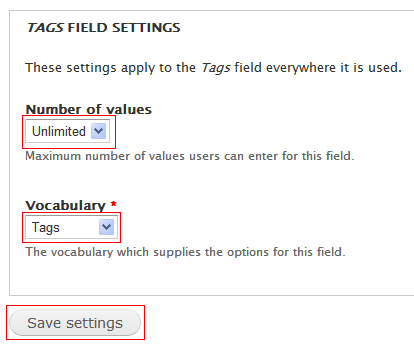 TAGS FIELD SETTINGS
These settings apply to the Tags field everywhere it is used.
Number of values
Unlimited
Maximum number of values users can enter for this field.
Vocabulary *
Tags
The vocabulary which supplies the options for this field.
Save settings